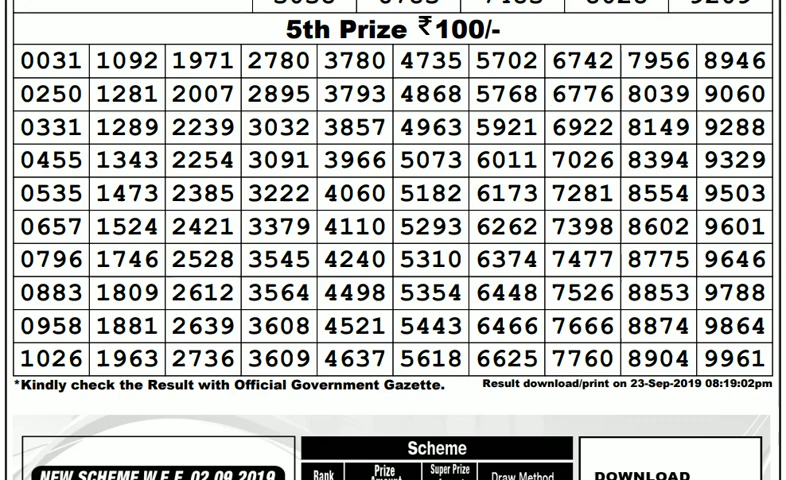 5th Prize ₹100/-
0031 1092 1971 2780 3780 4735 5702 6742 7956 8946
0250 1281 2007 2895 3793 4868 5768 6776 8039 9060
0331 1289 2239 3032 3857 4963 5921 6922 8149 9288
0455 1343 2254 3091 3966 5073 6011 7026 8394 9329
0535 1473 2385 3222 4060 5182 6173 7281 8554 9503
0657 1524 2421 3379 4110 5293 6262 7398 8602 9601
0796 1746 2528 3545 4240 5310 6374 7477 8775 9646
0883 1809 2612 3564 4498 5354 6448 7526 8853 9788
0958 1881 2639 3608 4521 5443 6466 7666 8874 9864
1026 1963 2736 3609 4637 5618 6625 7760 8904 9961
*Kindly check the Result with Official Government Gazette. Result download/print on 23-Sep-2019 08:19:02pm
Scheme
NEW SCHEME W.E.F. 02.09.2019
Rank Prize Amount Super Prize Draw Method
DOWNLOAD